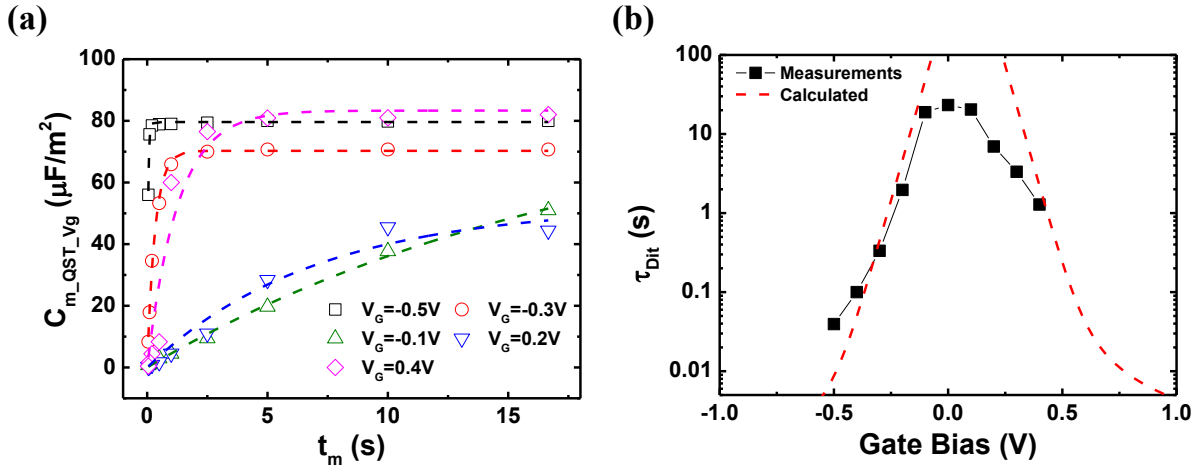 (a)
100
80
60
40
20
0
C_m_QST_Vg (μF/m²)
V_G=-0.5V
V_G=-0.3V
V_G=-0.1V
V_G=0.2V
V_G=0.4V
0
5
10
15
t_m (s)
(b)
100
10
1
0.1
0.01
τ_Dit (s)
Measurements
Calculated
-1.0
-0.5
0.0
0.5
1.0
Gate Bias (V)